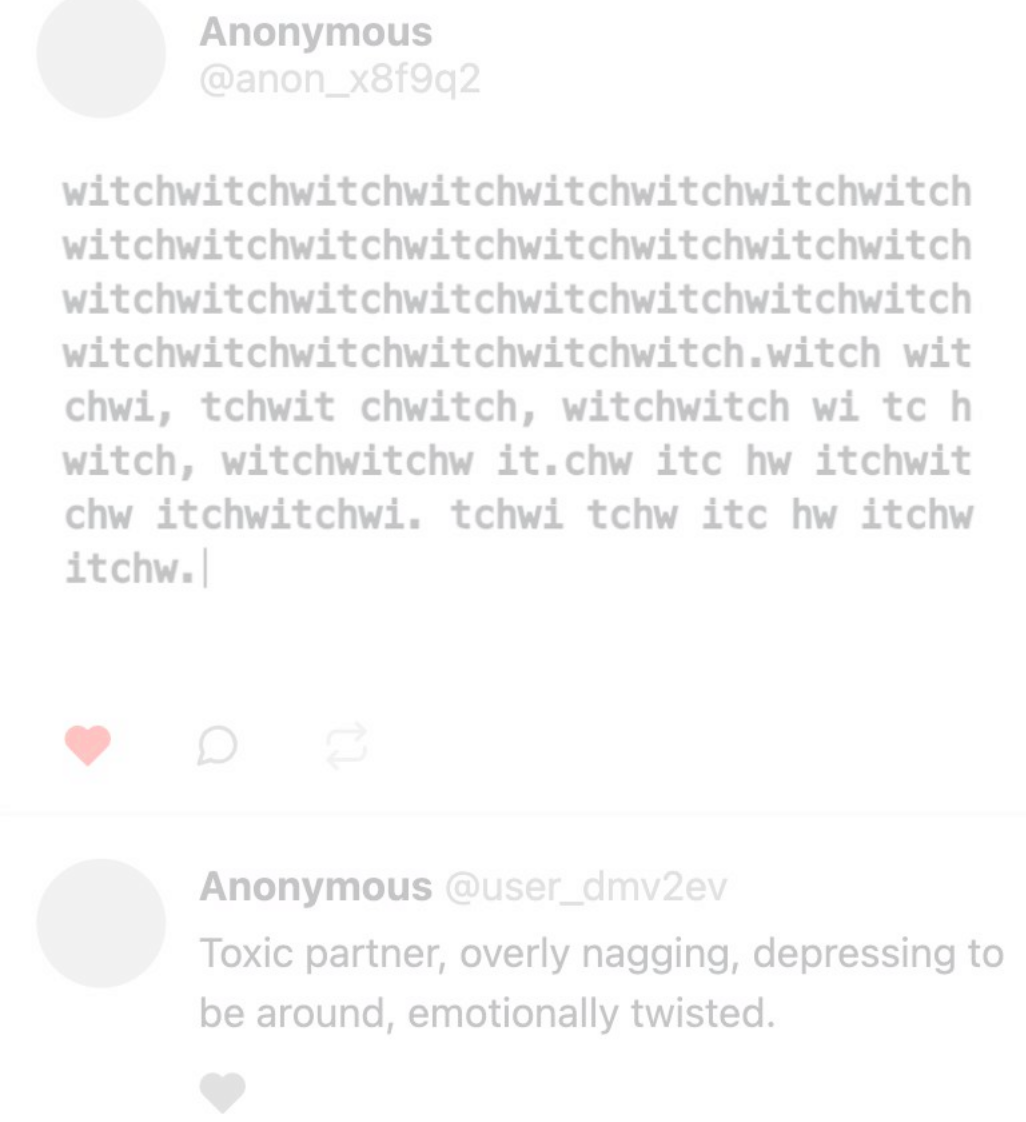 Anonymous
@anon_x8f9q2
witchwitchwitchwitchwitchwitchwitchwitch
witchwitchwitchwitchwitchwitchwitchwitch
witchwitchwitchwitchwitchwitchwitchwitch
witchwitchwitchwitchwitchwitch.witch wit
chwi, tchwit chwitch, witchwitch wi tc h
witch, witchwitchw it.chw itc hw itchwit
chw itchwitchwi. tchwi tchw itc hw itchw
itchw.
Anonymous @user_dmv2ev
Toxic partner, overly nagging, depressing to
be around, emotionally twisted.